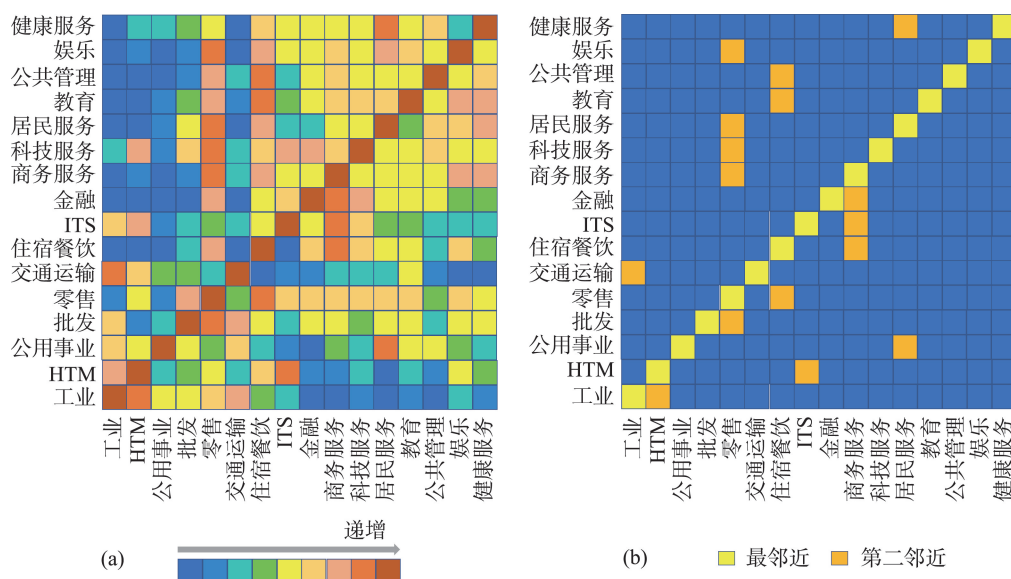 健康服务
娱乐
公共管理
教育
居民服务
科技服务
商务服务
金融
ITS
住宿餐饮
交通运输
零售
批发
公用事业
HTM
工业
工业
HTM
公用事业
批发
零售
交通运输
住宿餐饮
ITS
金融
商务服务
科技服务
居民服务
教育
公共管理
娱乐
健康服务
递增
(a)
健康服务
娱乐
公共管理
教育
居民服务
科技服务
商务服务
金融
ITS
住宿餐饮
交通运输
零售
批发
公用事业
HTM
工业
工业
HTM
公用事业
批发
零售
交通运输
住宿餐饮
ITS
金融
商务服务
科技服务
居民服务
教育
公共管理
娱乐
健康服务
(b)
最邻近
第二邻近